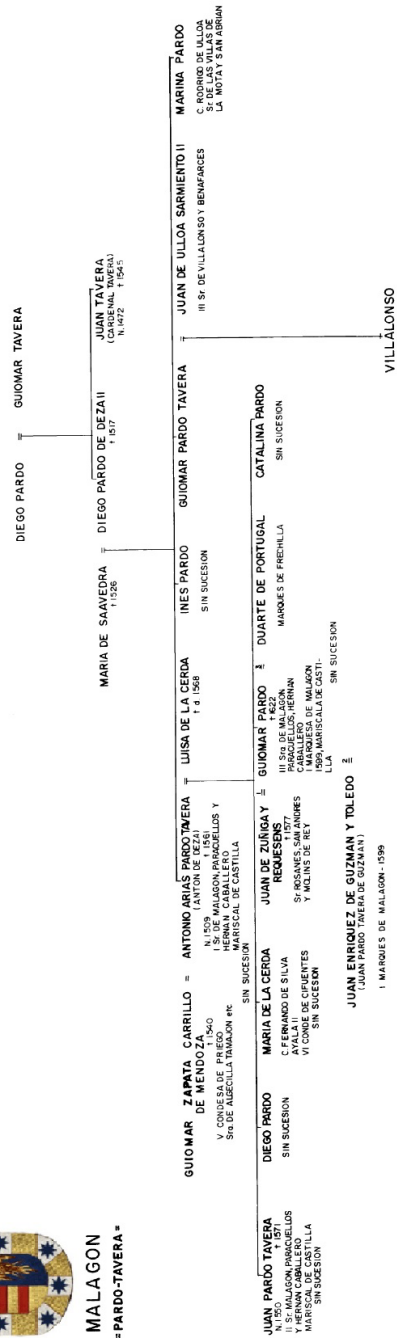 MALAGON
= PARDO-TAVERA =
DIEGO PARDO = GUIOMAR TAVERA
MARIA DE SAAVEDRA
† 1526
=
DIEGO PARDO DE DEZA II
† 1517
JUAN TAVERA
(CARDENAL TAVERA)
N. 1472 † 1545
GUIOMAR ZAPATA CARRILLO
DE MENDOZA
† 1540
V CONDESA DE PRIEGO
Sra. DE ALGECILLA TAMAJON etc
SIN SUCESION
=
ANTONIO ARIAS PARDO TAVERA
(ANTON DE DEZA)
N. 1509 † 1561
I Sr. DE MALAGON, PARACUELLOS Y
HERNAN CABALLERO
MARISCAL DE CASTILLA
=
LUISA DE LA CERDA
† d. 1568
INES PARDO
SIN SUCESION
GUIOMAR PARDO TAVERA
=
JUAN DE ULLOA SARMIENTO II
III Sr. DE VILLALONSO Y BENAFARCES
MARINA PARDO
C. RODRIGO DE ULLOA
Sr. DE LAS VILLAS DE
LA MOTA Y SAN ABRIAN
JUAN PARDO TAVERA
N. 1550 † 1571
II Sr. MALAGON, PARACUELLOS
Y HERNAN CABALLERO
MARISCAL DE CASTILLA
SIN SUCESION
DIEGO PARDO
SIN SUCESION
MARIA DE LA CERDA
C. FERNANDO DE SILVA
AYALA II
VI CONDE DE CIFUENTES
SIN SUCESION
JUAN DE ZUÑIGA Y
REQUESENS
† 1577
Sr. ROSANES, SAN ANDRES
Y MOLINS DE REY
1=
GUIOMAR PARDO
† 1622
III Sra. DE MALAGON
PARACUELLOS, HERNAN
CABALLERO
I MARQUESA DE MALAGON
1599, MARISCALA DE CASTI-
LLA
3=
DUARTE DE PORTUGAL
MARQUES DE FRECHILLA
SIN SUCESION
CATALINA PARDO
SIN SUCESION
2=
JUAN ENRIQUEZ DE GUZMAN Y TOLEDO
(JUAN PARDO TAVERA DE GUZMAN)
I MARQUES DE MALAGON - 1599
VILLALONSO